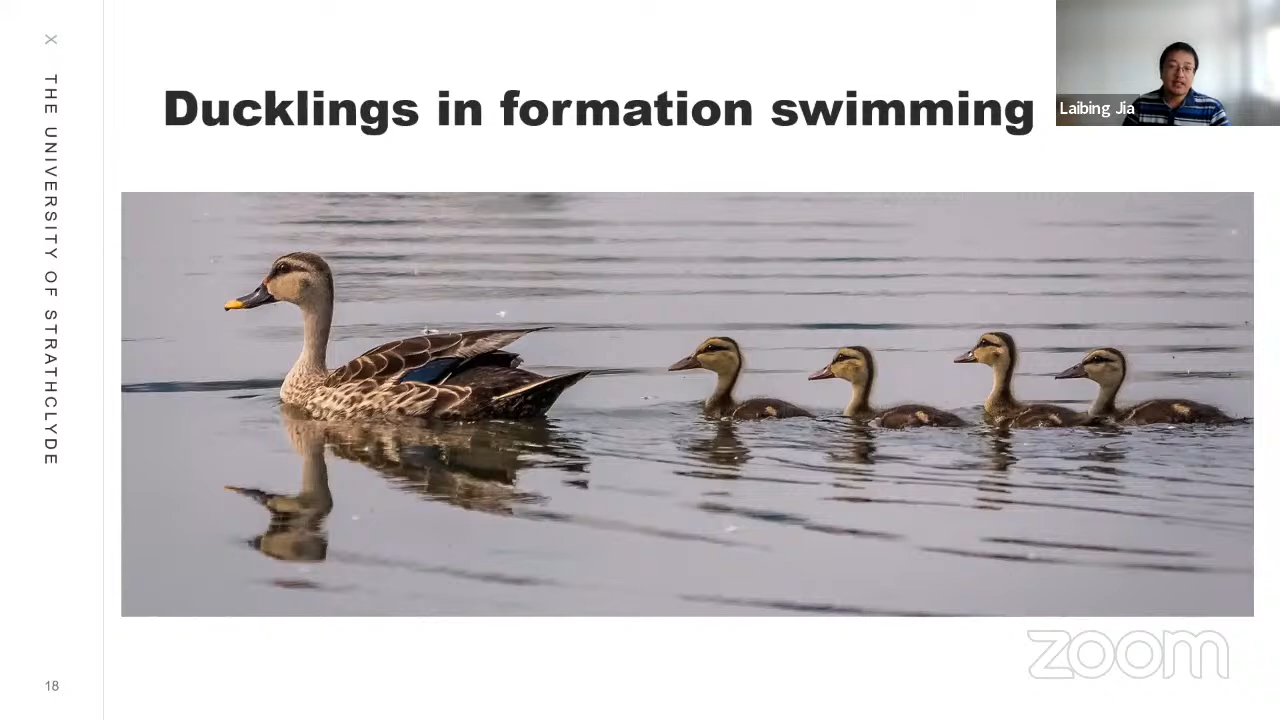 X THE UNIVERSITY OF STRATHCLYDE
Ducklings in formation swimming
Laibing Jia
zoom
18